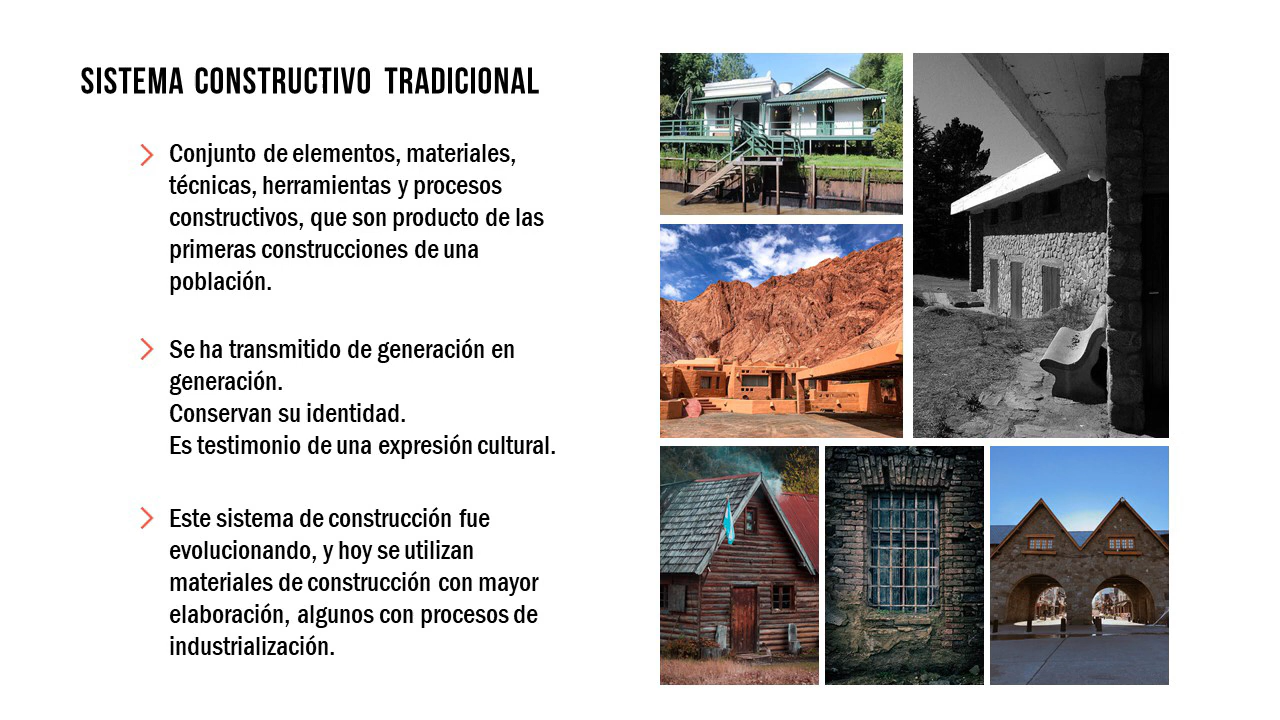 SISTEMA CONSTRUCTIVO TRADICIONAL
Conjunto de elementos, materiales,
técnicas, herramientas y procesos
constructivos, que son producto de las
primeras construcciones de una
población.
Se ha transmitido de generación en
generación.
Conservan su identidad.
Es testimonio de una expresión cultural.
Este sistema de construcción fue
evolucionando, y hoy se utilizan
materiales de construcción con mayor
elaboración, algunos con procesos de
industrialización.